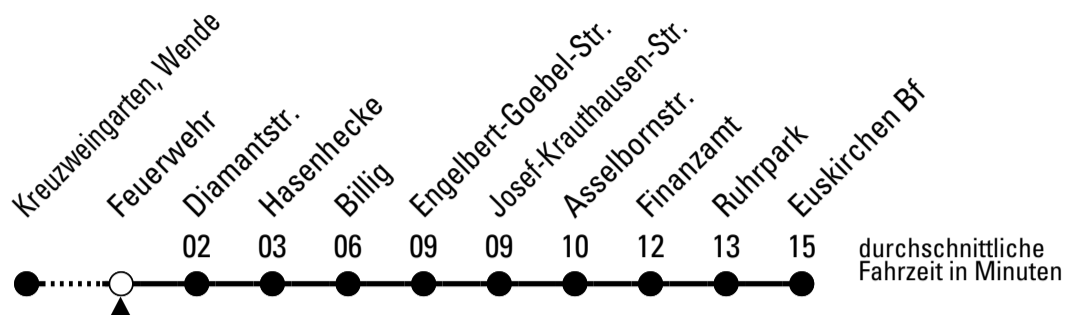 Kreuzweingarten, Wende
Feuerwehr
Diamantstr.
Hasenhecke
Billig
Engelbert-Goebel-Str.
Josef-Krauthausen-Str.
Asselbornstr.
Finanzamt
Ruhrpark
Euskirchen Bf
02 03 06 09 09 10 12 13 15
durchschnittliche
Fahrzeit in Minuten